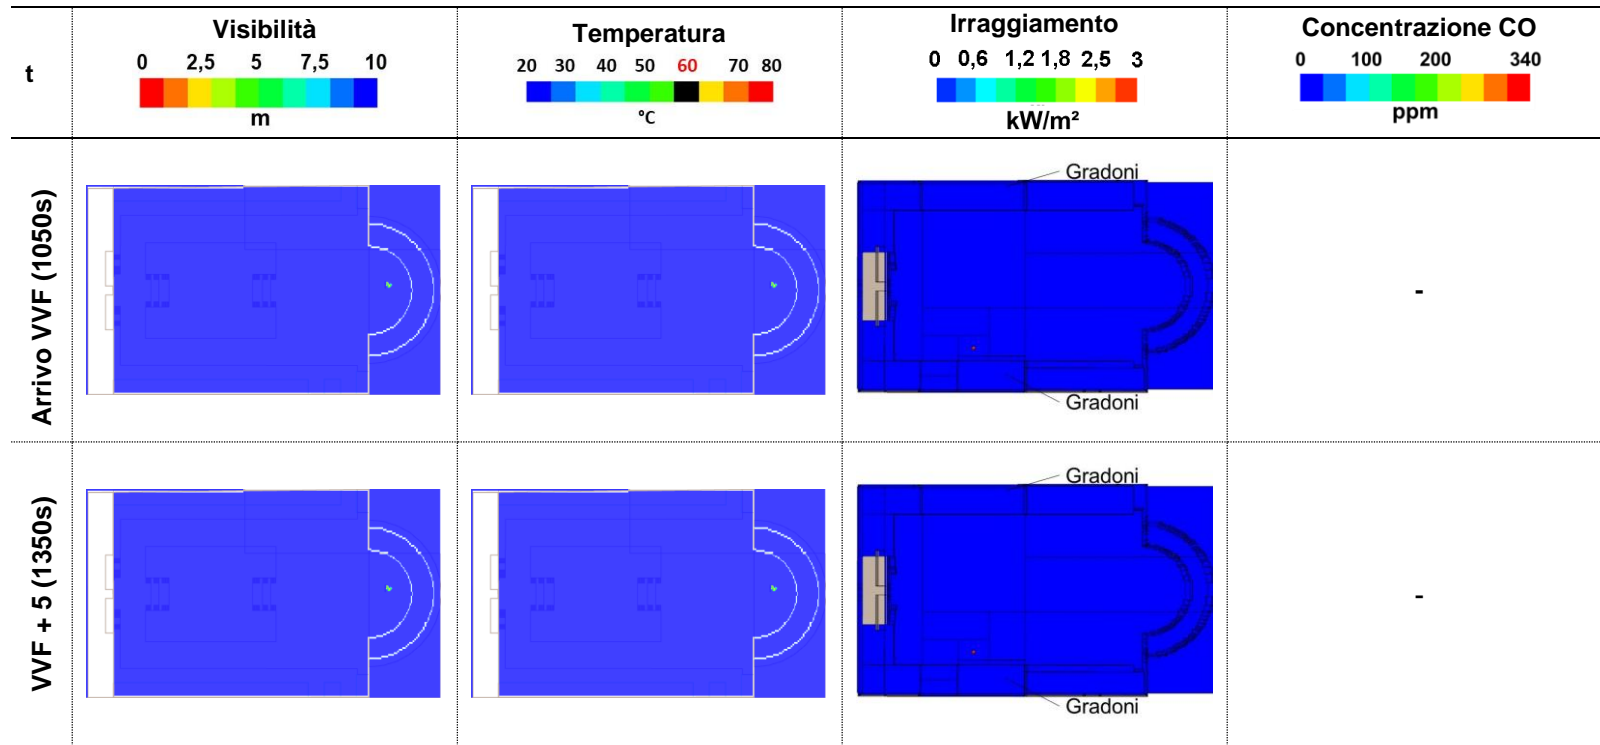 t
Visibilità
0 2,5 5 7,5 10
m
Temperatura
20 30 40 50 60 70 80
°C
Irraggiamento
0 0,6 1,2 1,8 2,5 3
kW/m²
Concentrazione CO
0 100 200 340
ppm
Arrivo VVF (1050s)
Gradoni
Gradoni
-
VVF + 5 (1350s)
Gradoni
Gradoni
-